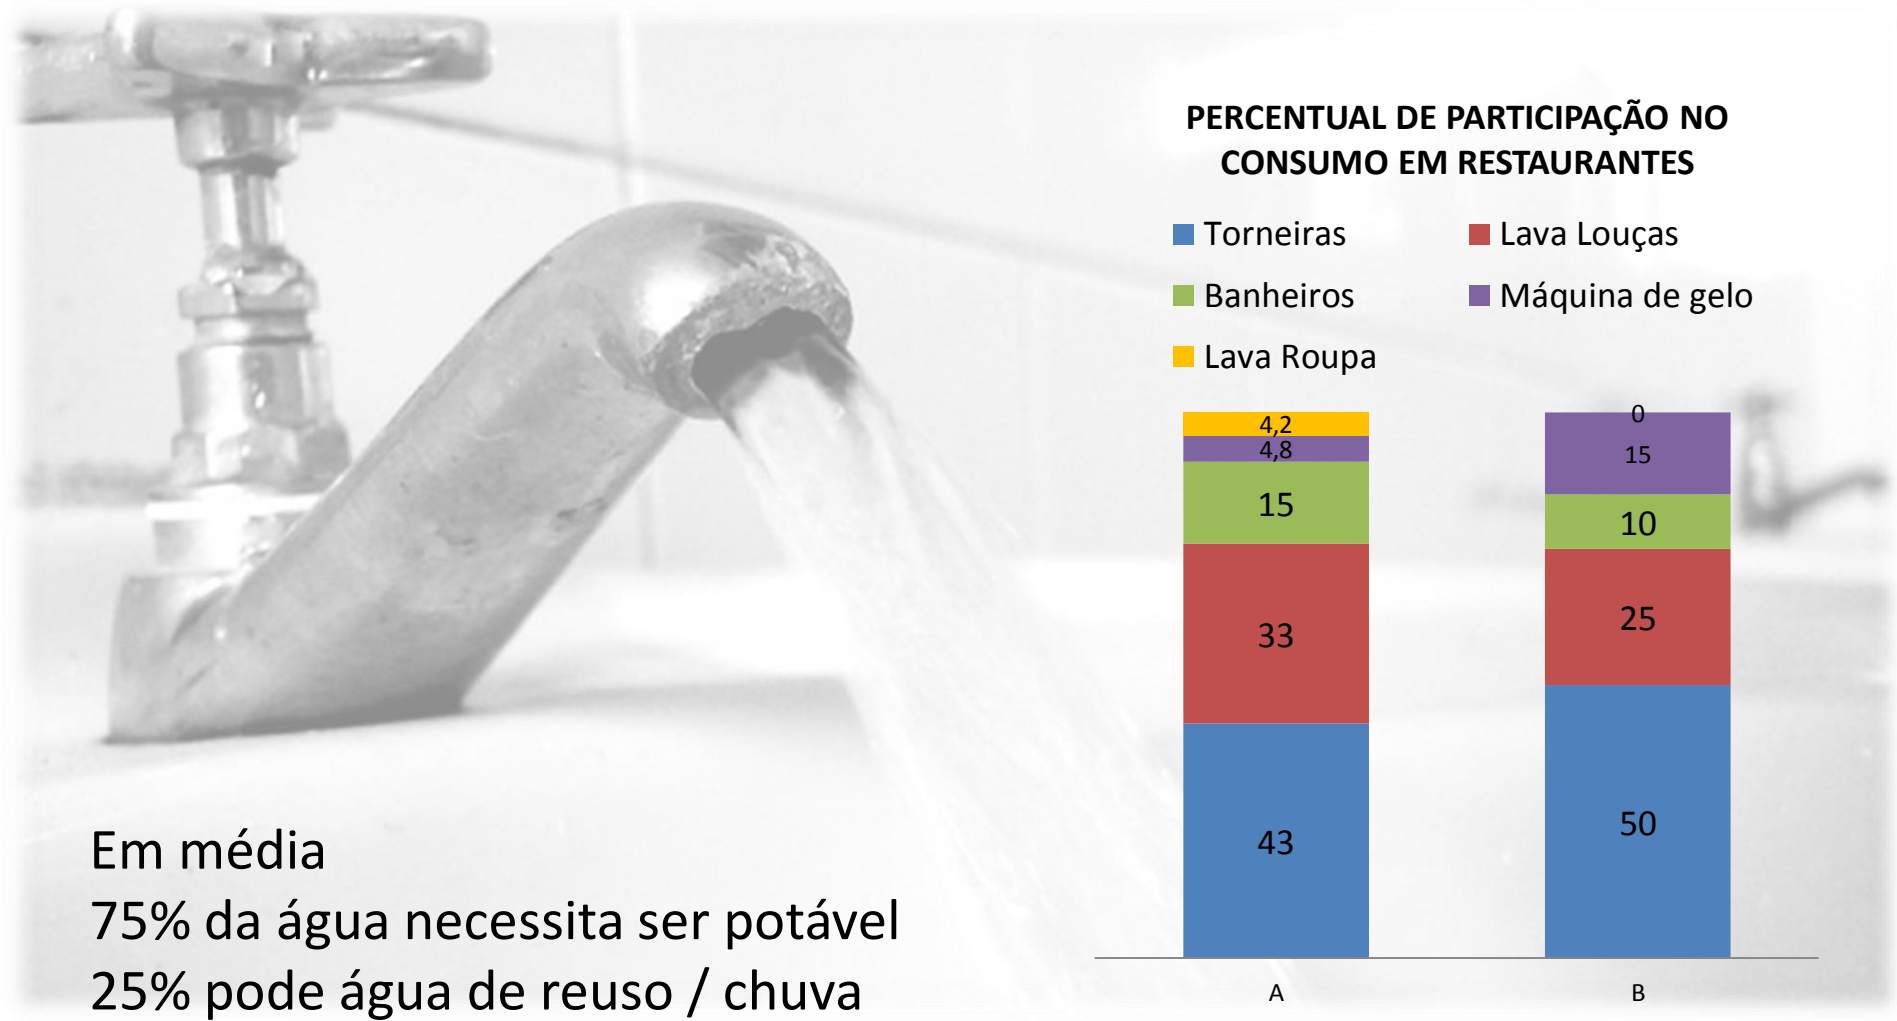 PERCENTUAL DE PARTICIPAÇÃO NO
CONSUMO EM RESTAURANTES
Torneiras
Lava Louças
Banheiros
Máquina de gelo
Lava Roupa
4,2
4,8
15
33
43
0
15
10
25
50
A
B
Em média
75% da água necessita ser potável
25% pode água de reuso / chuva